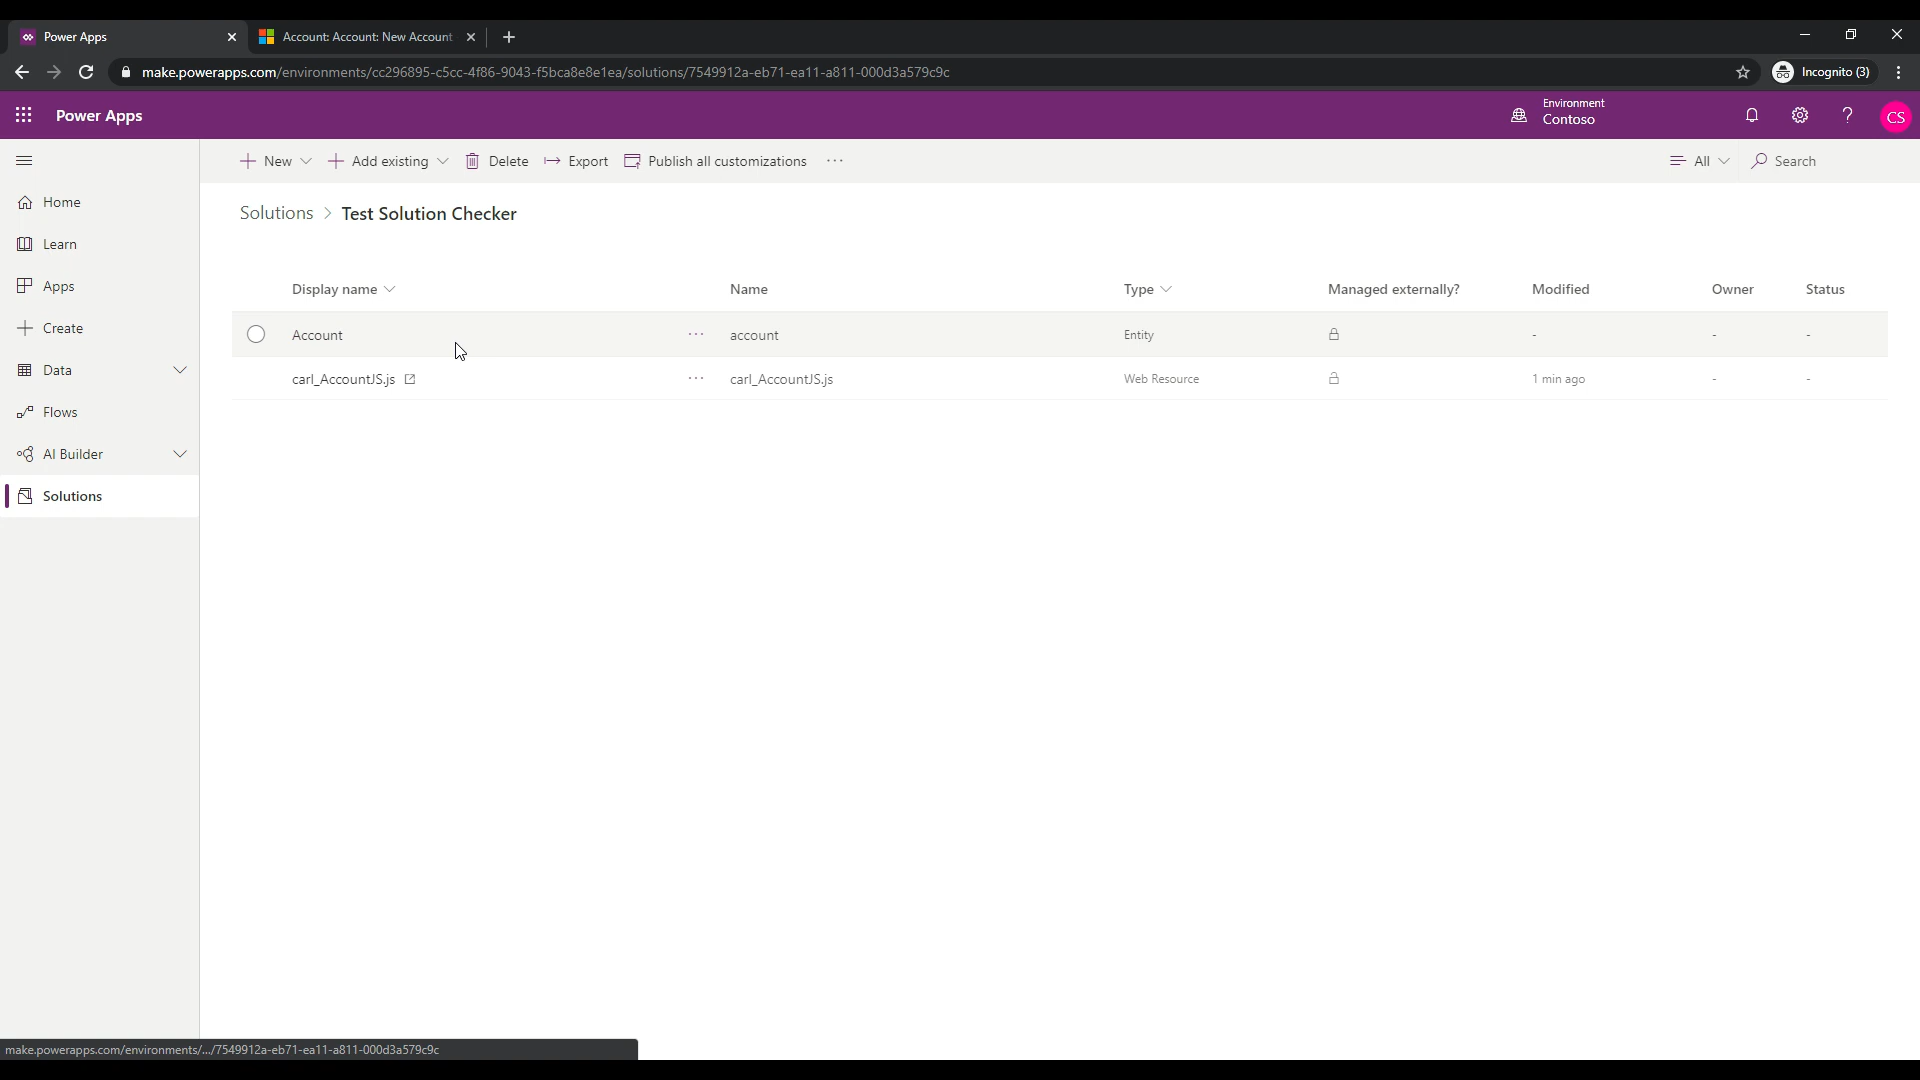 Power Apps
Account: Account: New Account
make.powerapps.com/environments/cc296895-c5cc-4f86-9043-f5bca8e8e1ea/solutions/7549912a-eb71-ea11-a811-000d3a579c9c
Incognito (3)
Power Apps
Environment
Contoso
CS
New
Add existing
Delete
Export
Publish all customizations
All
Search
Home
Learn
Apps
Create
Data
Flows
AI Builder
Solutions
Solutions > Test Solution Checker
Display name Name Type Managed externally? Modified Owner Status
Account ... account Entity - - -
carl_AccountJS.js ... carl_AccountJS.js Web Resource 1 min ago - -
make.powerapps.com/environments/.../7549912a-eb71-ea11-a811-000d3a579c9c